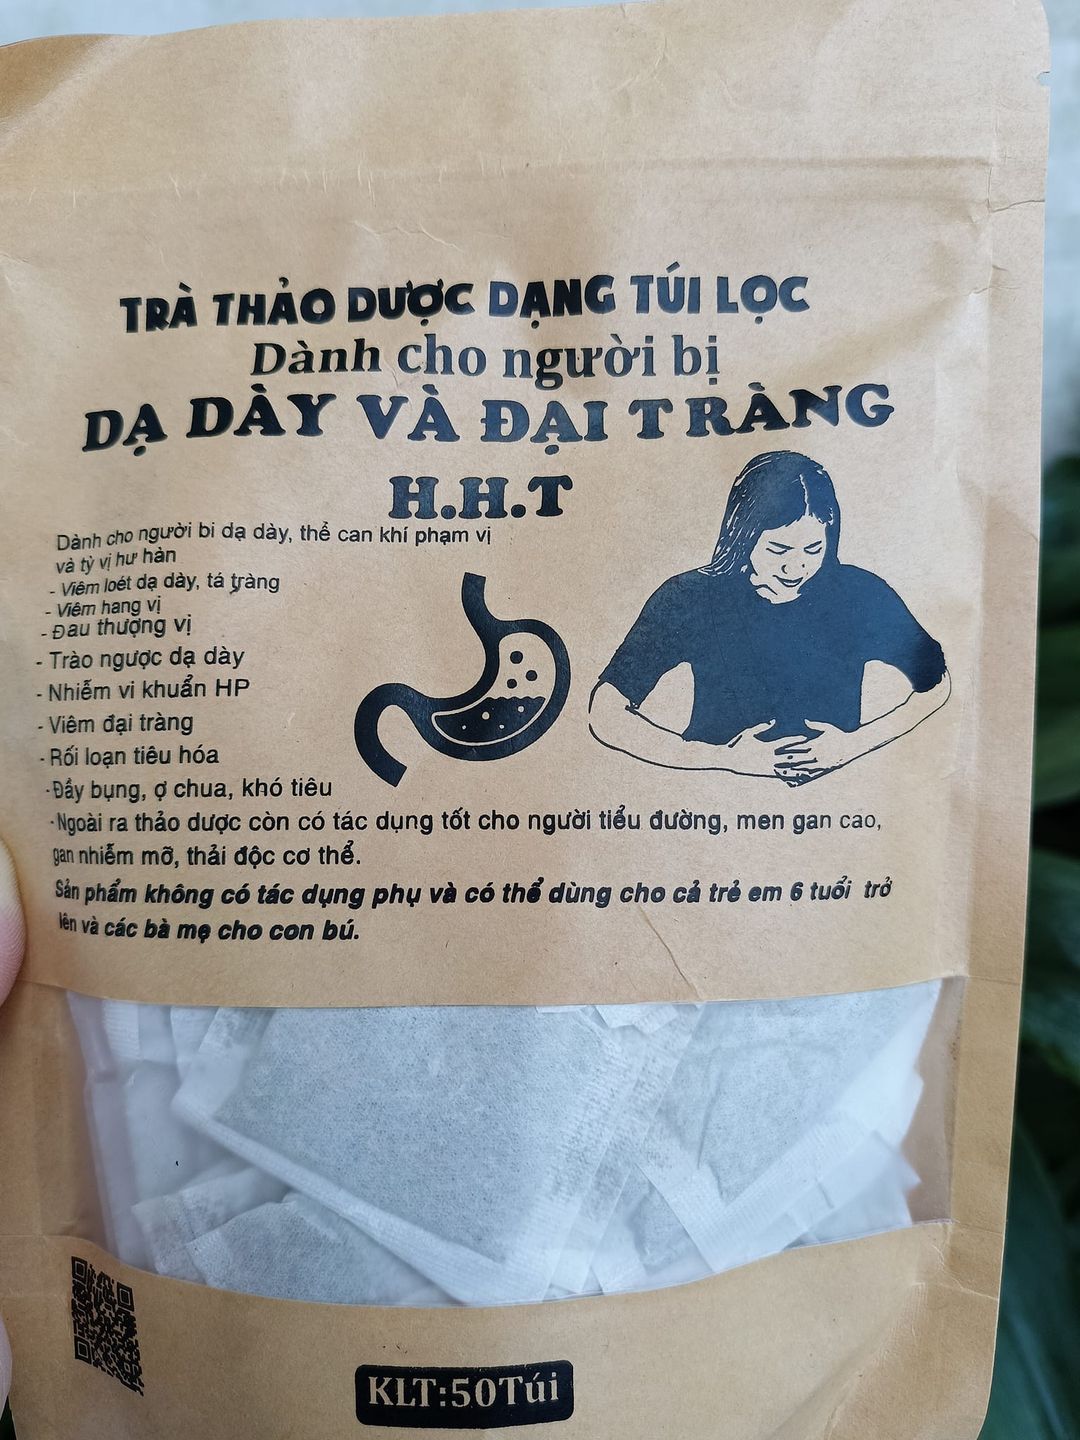 TRÀ THẢO DƯỢC DẠNG TÚI LỌC
Dành cho người bị
DẠ DÀY VÀ ĐẠI TRÀNG
H.H.T
Dành cho người bi dạ dày, thể can khí phạm vị
và tỳ vị hư hàn
- Viêm loét dạ dày, tá tràng
- Viêm hang vị
- Đau thượng vị
- Trào ngược dạ dày
- Nhiễm vi khuẩn HP
- Viêm đại tràng
- Rối loạn tiêu hóa
-Đầy bụng, ợ chua, khó tiêu
-Ngoài ra thảo dược còn có tác dụng tốt cho người tiểu đường, men gan cao,
gan nhiễm mỡ, thải độc cơ thể.
Sản phẩm không có tác dụng phụ và có thể dùng cho cả trẻ em 6 tuổi trở
lên và các bà mẹ cho con bú.
KLT:50Túi